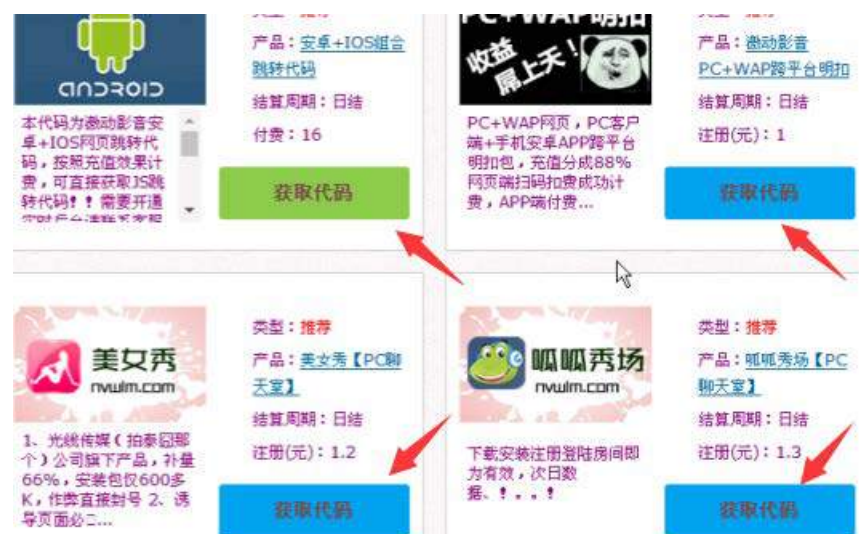 android
产品：安卓+IOS组合
跳转代码
结算周期：日结
付费：16
本代码为激动影音安
卓+IOS网页跳转代
码，按照充值效果计
费，可直接获取JS跳
转代码！！需要开通
获取代码
PC+WAP明扣
收益
屌上天！
产品：激动影音
PC+WAP跨平台明扣
结算周期：日结
注册(元)：1
PC+WAP网页，PC客户
端+手机安卓APP跨平台
明扣包，充值分成88%
网页端扫码扣费成功计
费，APP端付费...
获取代码
美女秀
nvulm.com
类型：推荐
产品：美女秀【PC聊
天室】
结算周期：日结
注册(元)：1.2
1、光线传媒（拍泰囧那
个）公司旗下产品，补量
66%，安装包仅600多
K，作弊直接封号 2、诱
导页面必...
获取代码
呱呱秀场
nvulm.com
类型：推荐
产品：呱呱秀场【PC
聊天室】
结算周期：日结
注册(元)：1.3
下载安装注册登陆房间即
为有效，次日数
据、！...！
获取代码